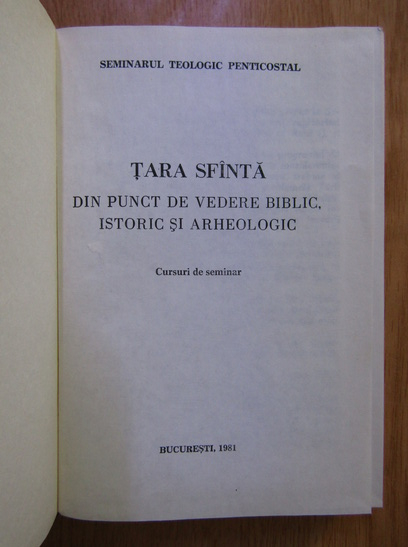 SEMINARUL TEOLOGIC PENTICOSTAL
ȚARA SFÎNTĂ
DIN PUNCT DE VEDERE BIBLIC,
ISTORIC ȘI ARHEOLOGIC
Cursuri de seminar
BUCUREȘTI, 1981